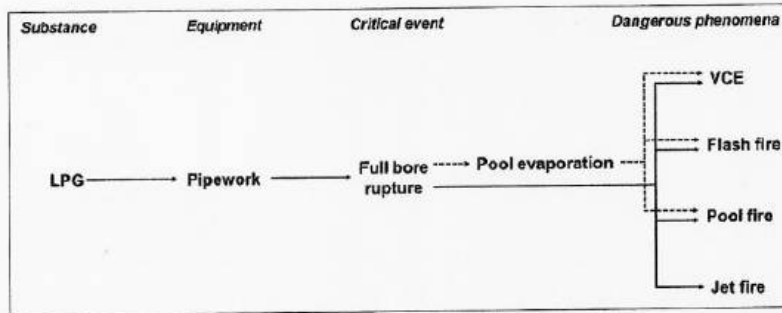 Substance Equipment Critical event Dangerous phenomena
VCE
Flash fire
Full bore Pool evaporation
LPG Pipework rupture
Pool fire
Jet fire